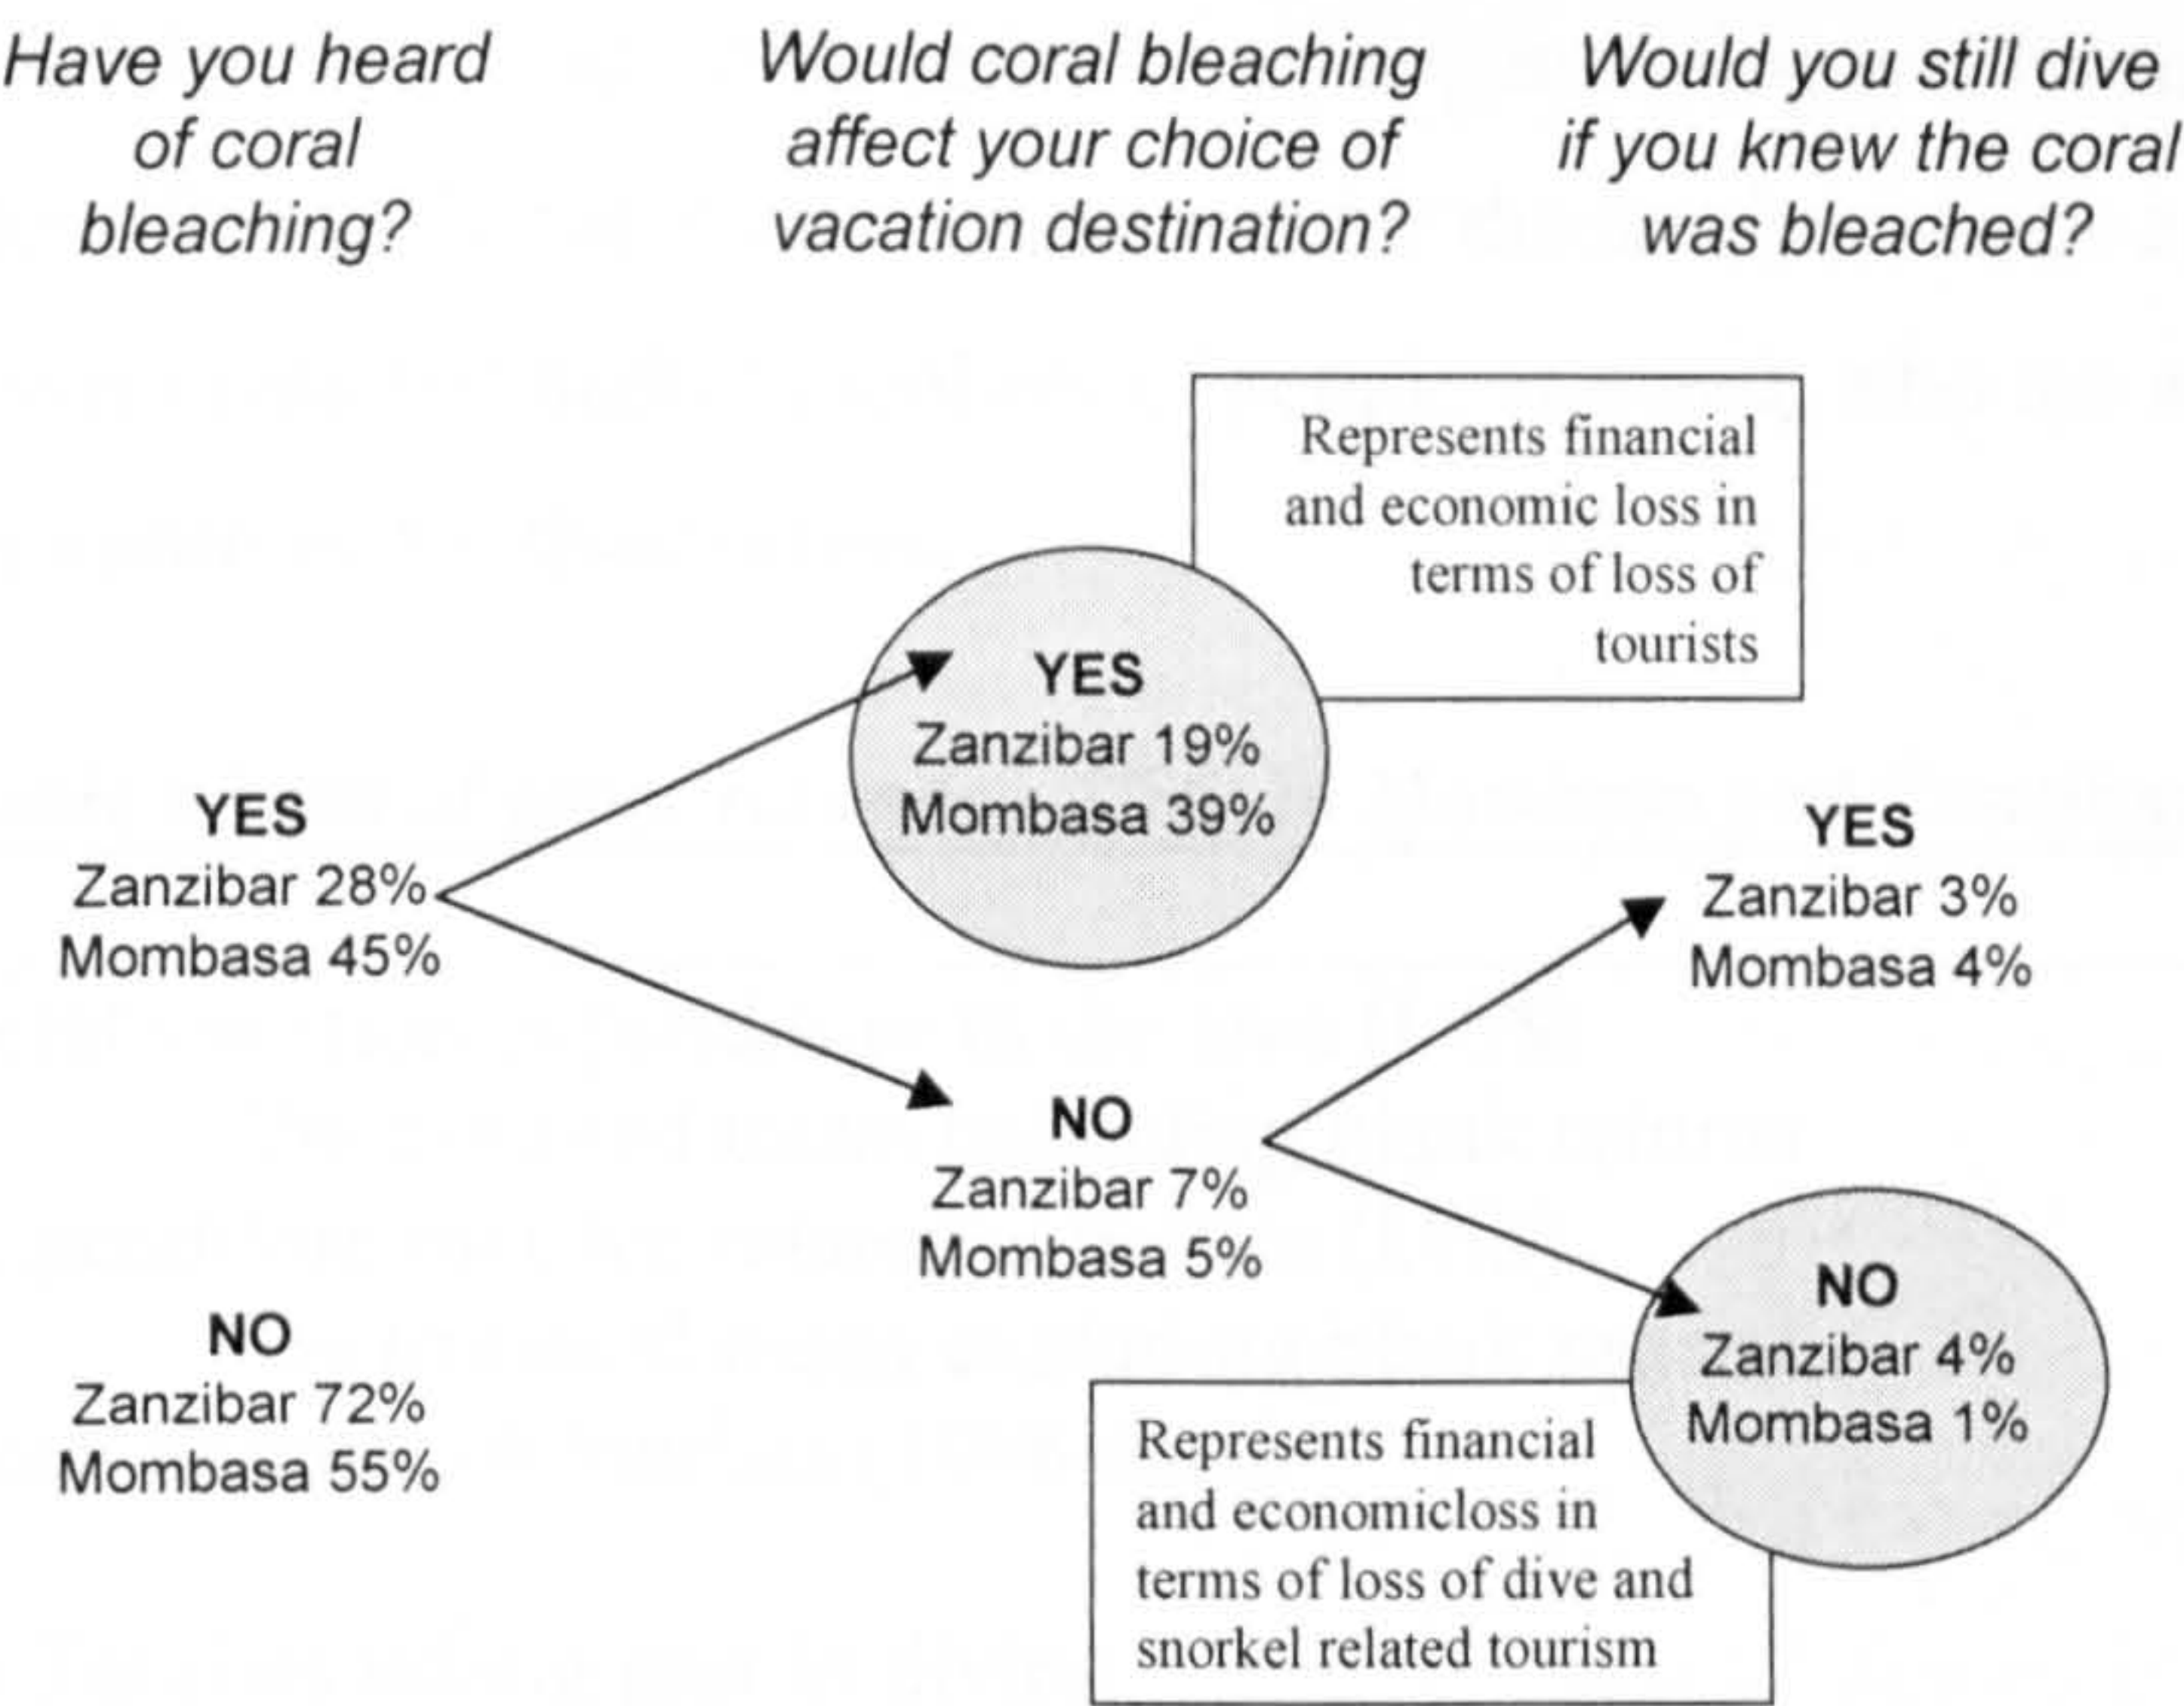 Have you heard
of coral
bleaching?
Would coral bleaching
affect your choice of
vacation destination?
Would you still dive
if you knew the coral
was bleached?
Represents financial
and economic loss in
terms of loss of
tourists
YES
Zanzibar 28%
Mombasa 45%
YES
Zanzibar 19%
Mombasa 39%
YES
Zanzibar 3%
Mombasa 4%
NO
Zanzibar 72%
Mombasa 55%
NO
Zanzibar 7%
Mombasa 5%
NO
Zanzibar 4%
Mombasa 1%
Represents financial
and economicloss in
terms of loss of dive and
snorkel related tourism